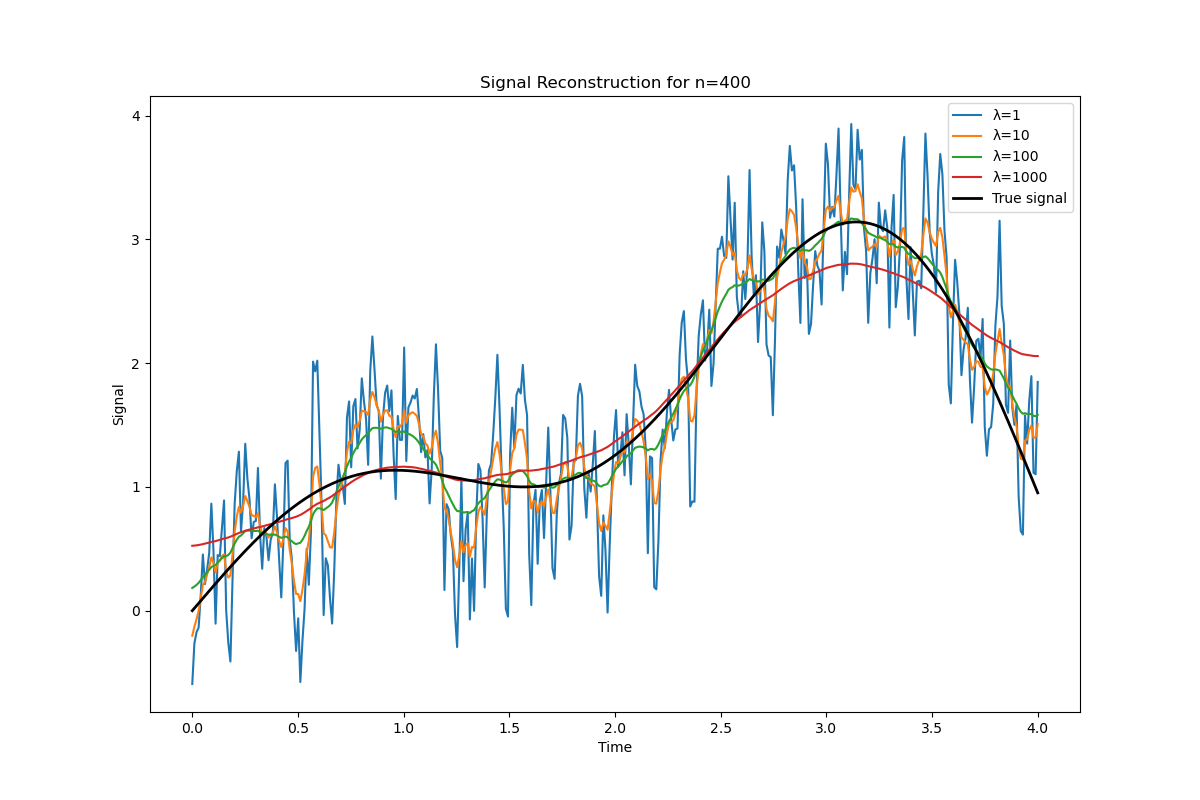 Signal Reconstruction for n=400
λ=1
λ=10
λ=100
λ=1000
True signal
4
3
2
1
0
Signal
0.0 0.5 1.0 1.5 2.0 2.5 3.0 3.5 4.0
Time